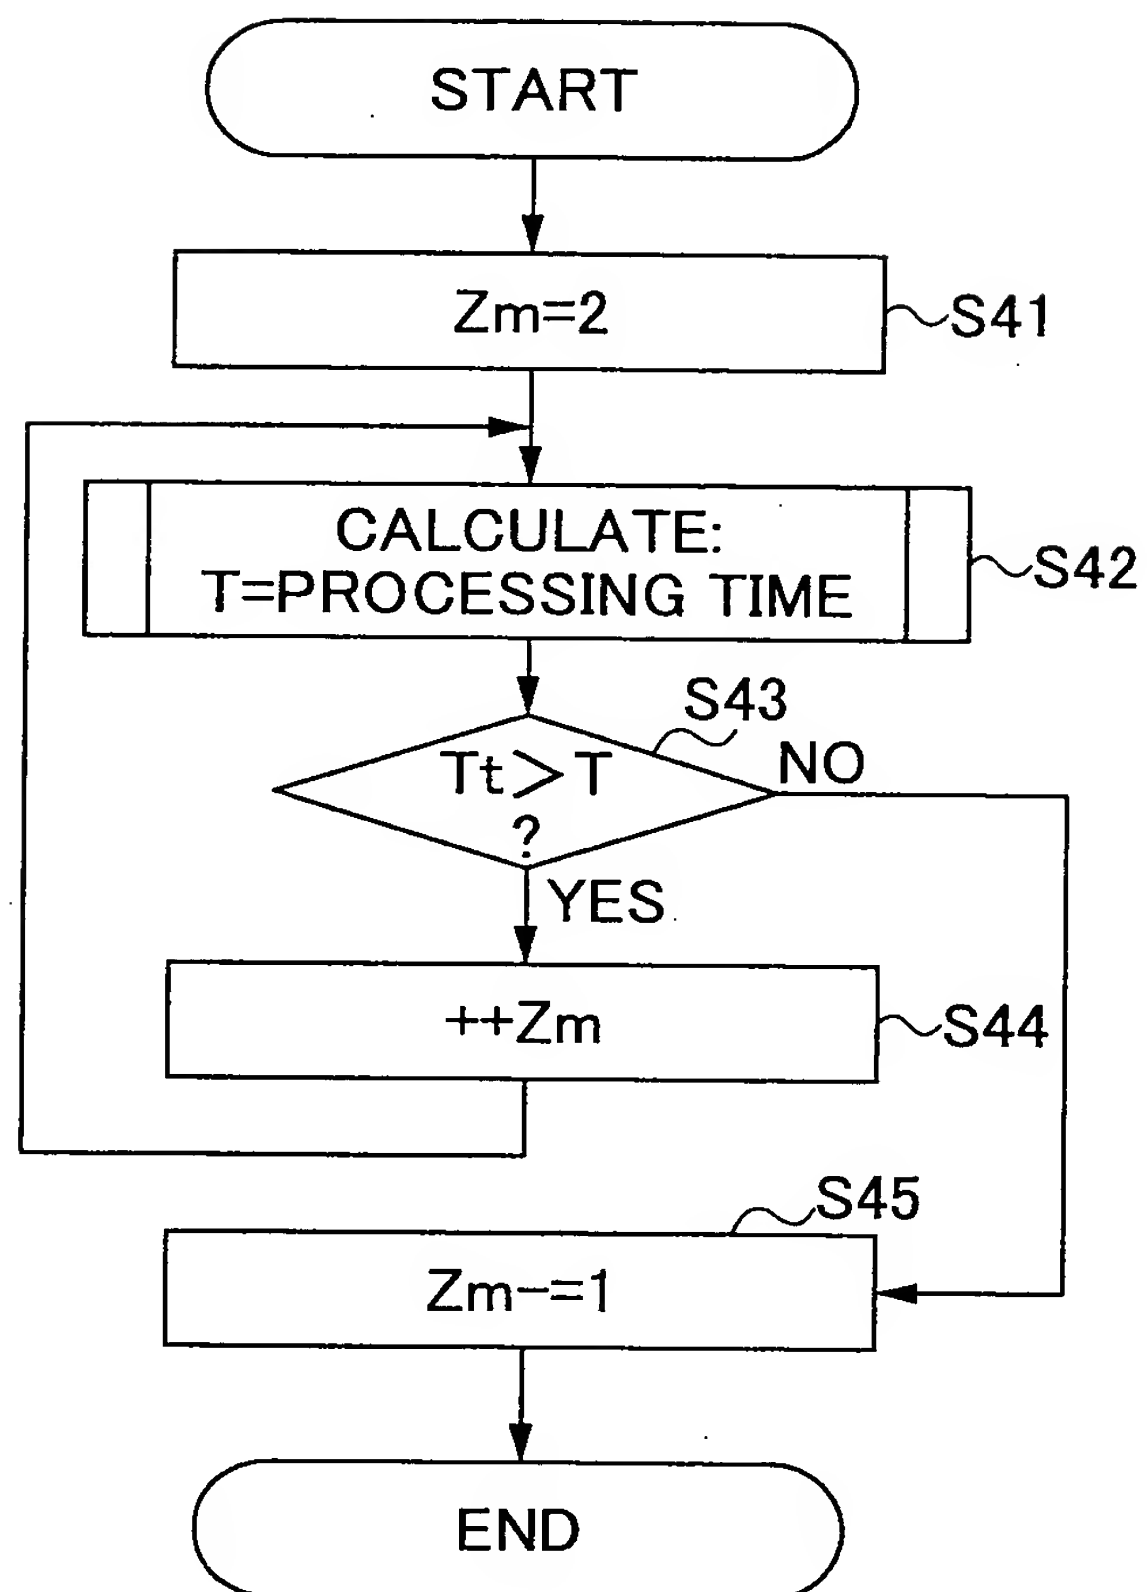 START
Zm=2
S41
CALCULATE:
T=PROCESSING TIME
S42
S43
Tt>T
?
NO
YES
++Zm
S44
S45
Zm-=1
END